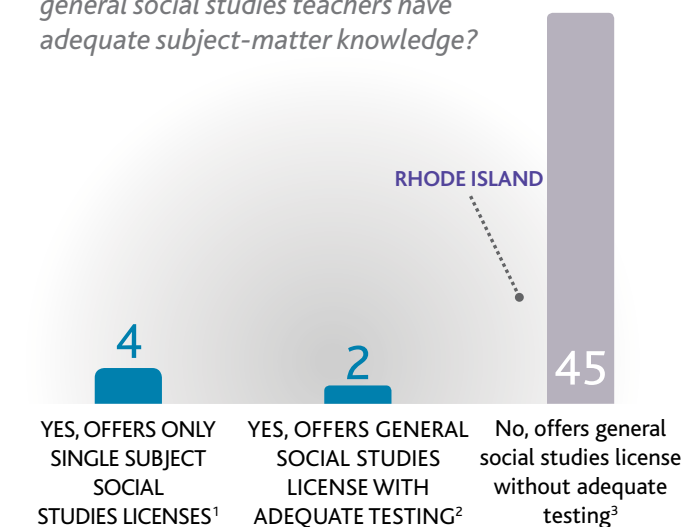 general social studies teachers have
adequate subject-matter knowledge?
RHODE ISLAND
4
2
45
YES, OFFERS ONLY
SINGLE SUBJECT
SOCIAL
STUDIES LICENSES¹
YES, OFFERS GENERAL
SOCIAL STUDIES
LICENSE WITH
ADEQUATE TESTING²
No, offers general
social studies license
without adequate
testing³